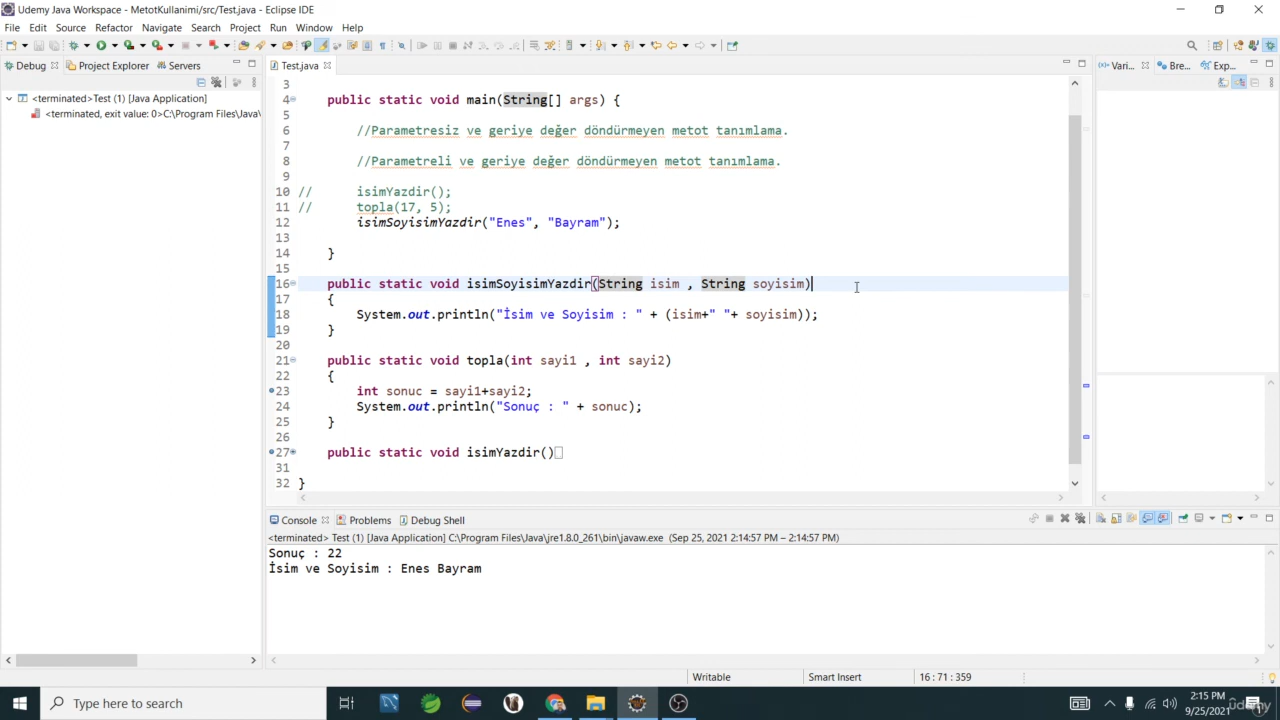 Udemy Java Workspace - MetotKullanimi/src/Test.java - Eclipse IDE
File Edit Source Refactor Navigate Search Project Run Window Help
Debug Project Explorer Servers
Test.java
Vari... Bre... Exp...
<terminated>Test (1) [Java Application]
<terminated, exit value: 0>C:\Program Files\Java\
3
4 public static void main(String[] args) {
5
6 //Parametresiz ve geriye değer döndürmeyen metot tanımlama.
7
8 //Parametreli ve geriye değer döndürmeyen metot tanımlama.
9
10 // isimYazdir();
11 // topla(17, 5);
12 isimSoyisimYazdir("Enes", "Bayram");
13
14 }
15
16 public static void isimSoyisimYazdir(String isim , String soyisim)
17 {
18 System.out.println("İsim ve Soyisim : " + (isim+" "+ soyisim));
19 }
20
21 public static void topla(int sayi1 , int sayi2)
22 {
23 int sonuc = sayi1+sayi2;
24 System.out.println("Sonuç : " + sonuc);
25 }
26
27 public static void isimYazdir()
31
32 }
Console Problems Debug Shell
<terminated> Test (1) [Java Application] C:\Program Files\Java\jre1.8.0_261\bin\javaw.exe (Sep 25, 2021 2:14:57 PM – 2:14:57 PM)
Sonuç : 22
İsim ve Soyisim : Enes Bayram
Writable Smart Insert 16 : 71 : 359
Type here to search
2:15 PM
9/25/2021
udemy